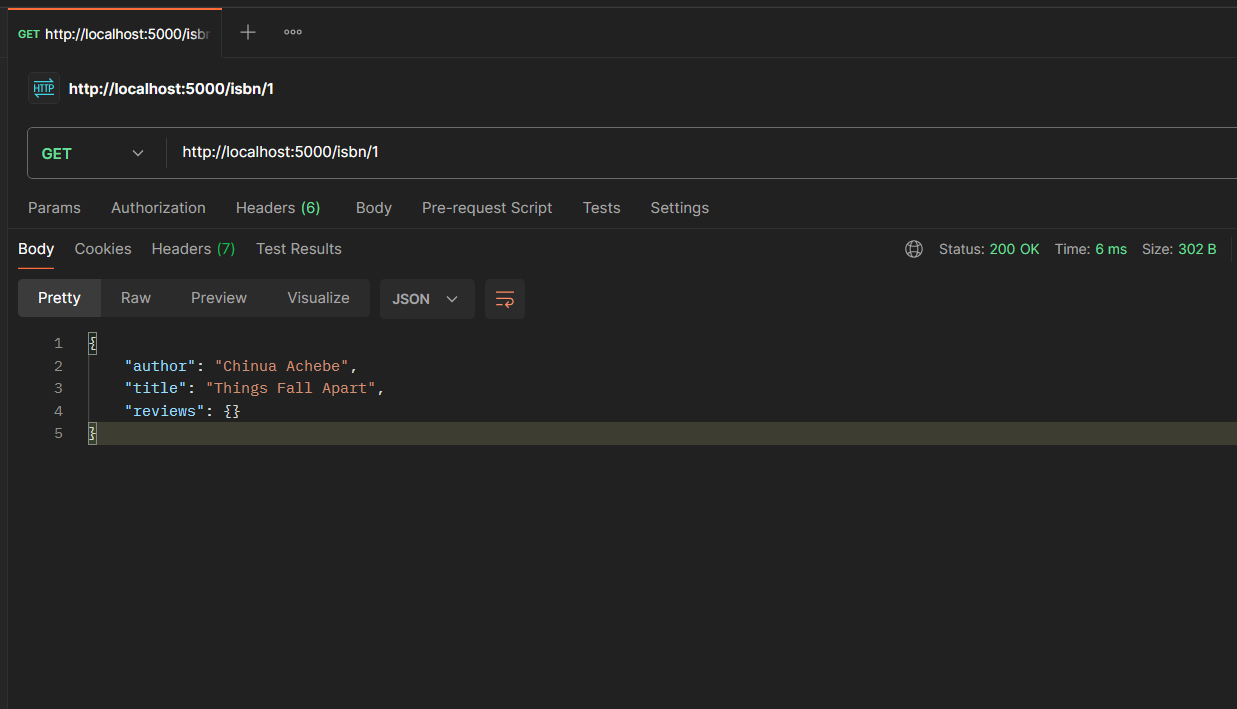 GET http://localhost:5000/isbn
HTTP http://localhost:5000/isbn/1
GET http://localhost:5000/isbn/1
Params Authorization Headers (6) Body Pre-request Script Tests Settings
Body Cookies Headers (7) Test Results Status: 200 OK Time: 6 ms Size: 302 B
Pretty Raw Preview Visualize JSON
1 {
2 "author": "Chinua Achebe",
3 "title": "Things Fall Apart",
4 "reviews": {}
5 }